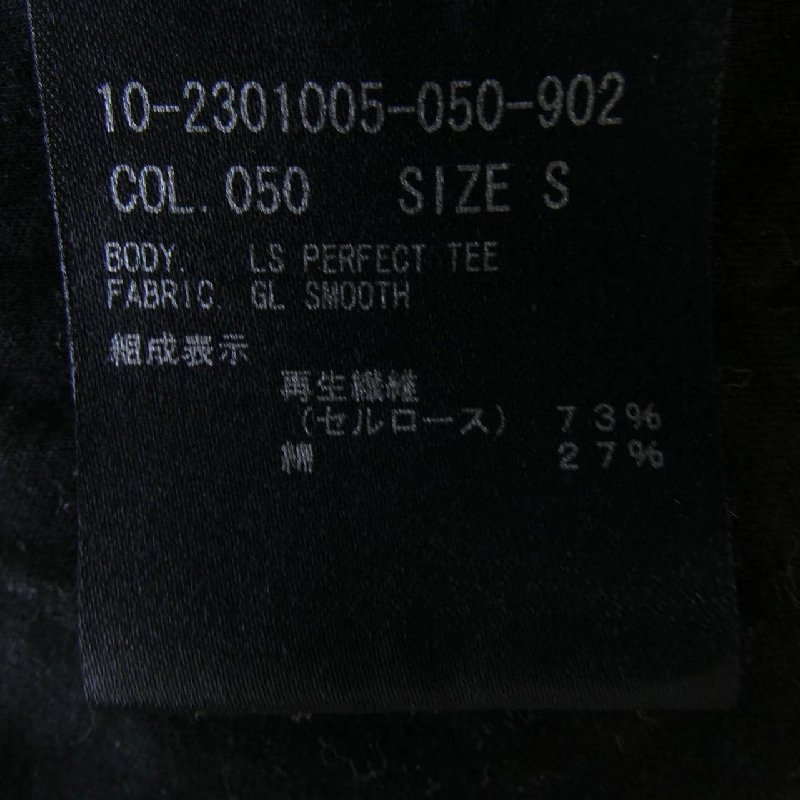 10-2301005-050-902
COL. 050 SIZE S
BODY. LS PERFECT TEE
FABRIC. GL SMOOTH
組成表示
再生繊維
(セルロース) 73%
綿 27%